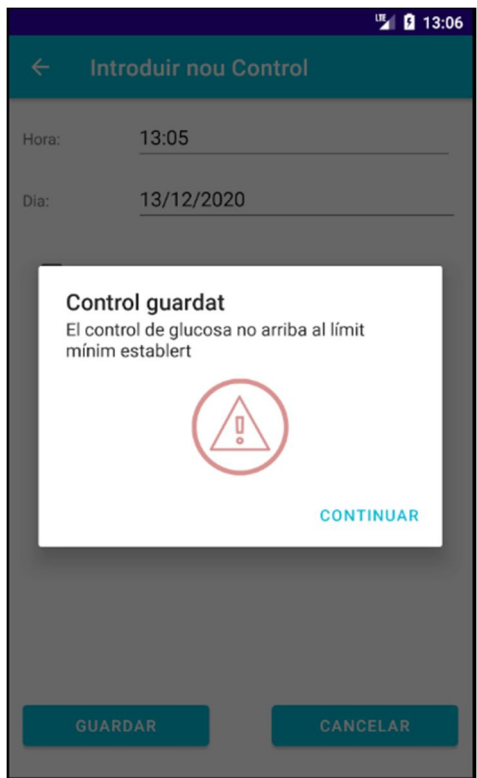 LTE 13:06
Introduir nou Control
Hora: 13:05
Dia: 13/12/2020
Control guardat
El control de glucosa no arriba al límit
mínim establert
CONTINUAR
GUARDAR CANCELAR